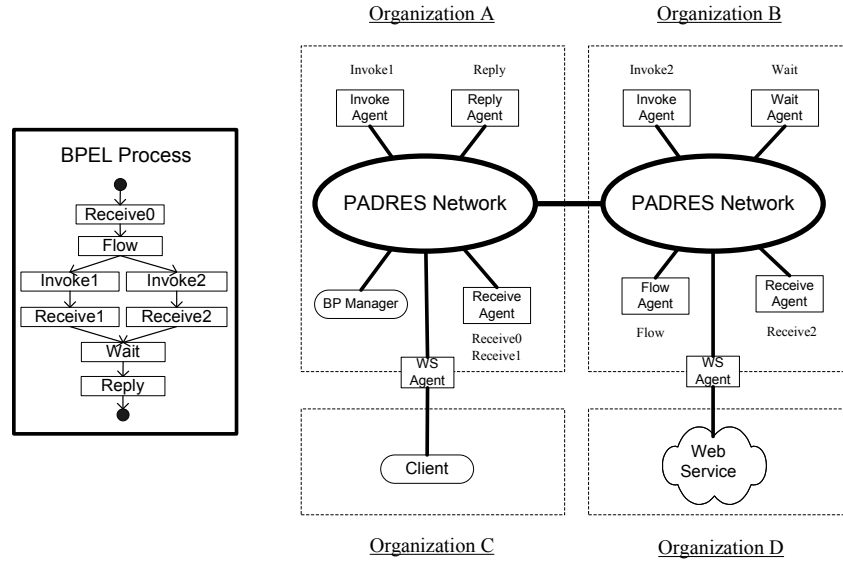 Organization A
Organization B
Invoke1
Reply
Invoke2
Wait
Invoke
Agent
Reply
Agent
Invoke
Agent
Wait
Agent
BPEL Process
Receive0
Flow
Invoke1
Invoke2
Receive1
Receive2
Wait
Reply
PADRES Network
PADRES Network
BP Manager
Receive
Agent
Receive0
Receive1
Flow
Agent
Flow
Receive
Agent
Receive2
WS
Agent
WS
Agent
Client
Web
Service
Organization C
Organization D